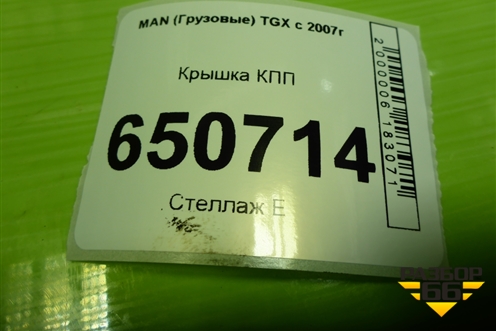 MAN (Грузовые) TGX с 2007г
Крышка КПП
650714
Стеллаж Е
2000006183071
РАЗБОР
66